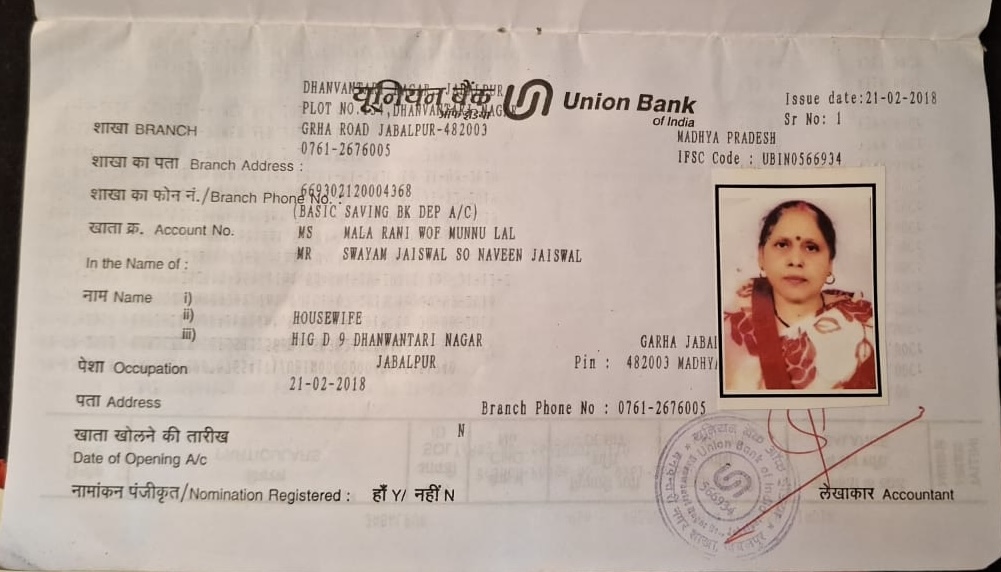 DHANVANTARI NAGAR, JABALPUR
यूनियन बैंक
ऑफ इंडिया
Union Bank
of India
Issue date:21-02-2018
Sr No: 1
PLOT NO.454,DHANVANTARI NAGAR
शाखा BRANCH
GRHA ROAD JABALPUR-482003
MADHYA PRADESH
0761-2676005
IFSC Code : UBIN0566934
शाखा का पता Branch Address :
669302120004368
शाखा का फोन नं./Branch Phone No. :
(BASIC SAVING BK DEP A/C)
खाता क्र. Account No.
MS MALA RANI WOF MUNNU LAL
MR SWAYAM JAISWAL SO NAVEEN JAISWAL
In the Name of :
नाम Name i)
ii)
HOUSEWIFE
iii)
HIG D 9 DHANWANTARI NAGAR
GARHA JABAL
पेशा Occupation
JABALPUR
Pin : 482003 MADHYA
21-02-2018
पता Address
Branch Phone No : 0761-2676005
खाता खोलने की तारीख
N
Date of Opening A/c
नामांकन पंजीकृत/Nomination Registered : हाँ Y/ नहीं N
लेखाकार Accountant
Union Bank of India
566934